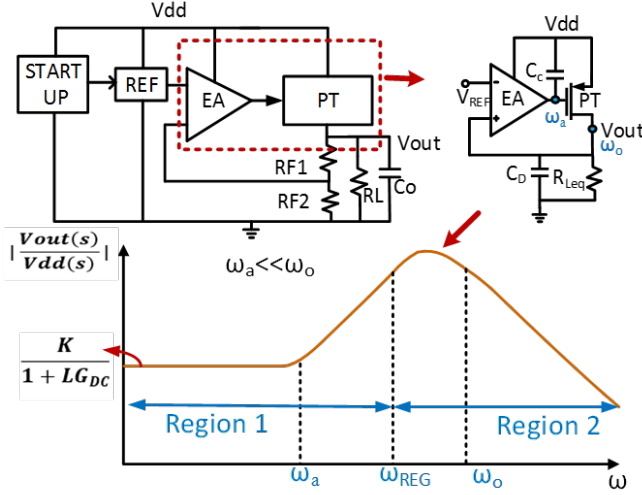 Vdd
START UP
REF
EA
PT
Vout
RF1
RF2
RL
Co
Vdd
Cc
EA
PT
VREF
ωa
Vout
ωo
CD
RLeq
|Vout(s)/Vdd(s)|
ωa<<ωo
K/1 + LGDC
Region 1
Region 2
ωa
ωREG
ωo
ω